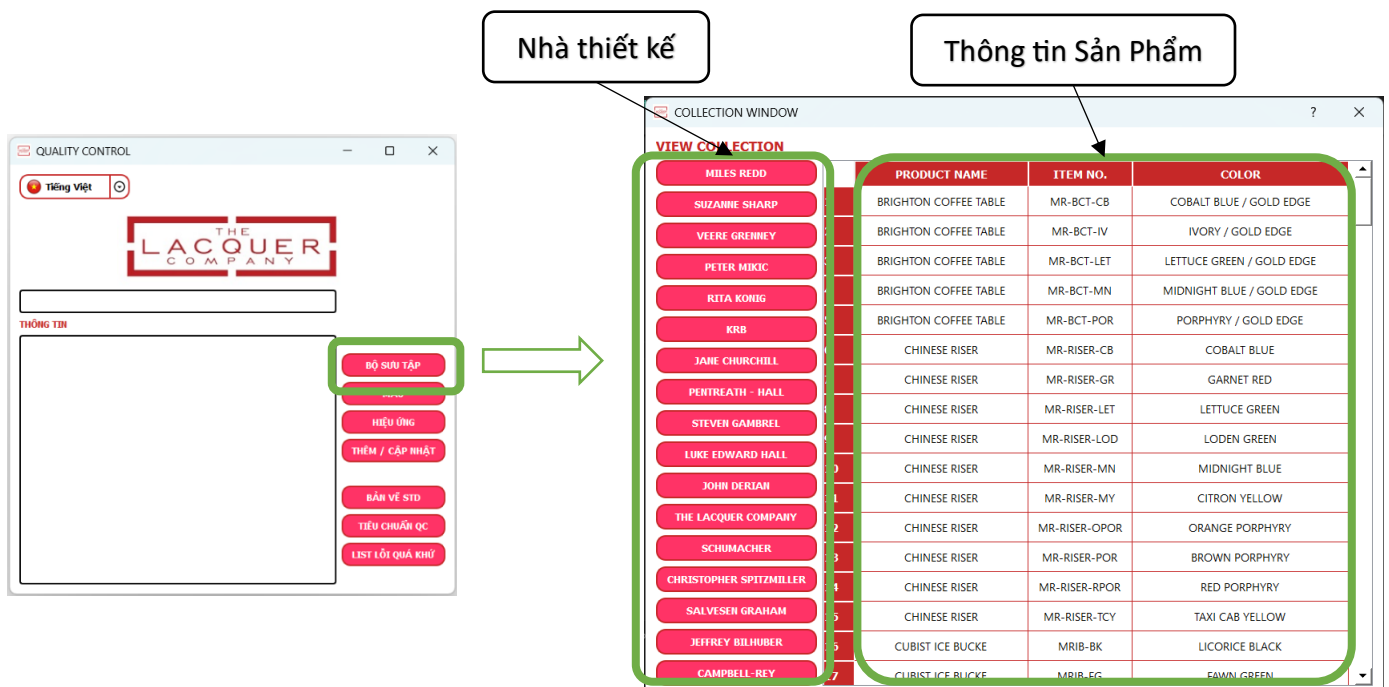 Nhà thiết kế
Thông tin Sản Phẩm
QUALITY CONTROL
Tiếng Việt
THE
LACQUER
COMPANY
THÔNG TIN
BỘ SƯU TẬP
HIỆU ỨNG
THÊM / CẬP NHẬT
BẢN VẼ STD
TIÊU CHUẨN QC
LIST LỖI QUÁ KHỨ
COLLECTION WINDOW ?
VIEW COLLECTION
MILES REDD
SUZANNE SHARP
VEERE GRENNEY
PETER MIKIC
RITA KONIG
KRB
JANE CHURCHILL
PENTREATH - HALL
STEVEN GAMBREL
LUKE EDWARD HALL
JOHN DERIAN
THE LACQUER COMPANY
SCHUMACHER
CHRISTOPHER SPITZMILLER
SALVESEN GRAHAM
JEFFREY BILHUBER
CAMPBELL-REY
PRODUCT NAME ITEM NO. COLOR
BRIGHTON COFFEE TABLE MR-BCT-CB COBALT BLUE / GOLD EDGE
BRIGHTON COFFEE TABLE MR-BCT-IV IVORY / GOLD EDGE
BRIGHTON COFFEE TABLE MR-BCT-LET LETTUCE GREEN / GOLD EDGE
BRIGHTON COFFEE TABLE MR-BCT-MN MIDNIGHT BLUE / GOLD EDGE
BRIGHTON COFFEE TABLE MR-BCT-POR PORPHYRY / GOLD EDGE
CHINESE RISER MR-RISER-CB COBALT BLUE
CHINESE RISER MR-RISER-GR GARNET RED
CHINESE RISER MR-RISER-LET LETTUCE GREEN
CHINESE RISER MR-RISER-LOD LODEN GREEN
CHINESE RISER MR-RISER-MN MIDNIGHT BLUE
CHINESE RISER MR-RISER-MY CITRON YELLOW
CHINESE RISER MR-RISER-OPOR ORANGE PORPHYRY
CHINESE RISER MR-RISER-POR BROWN PORPHYRY
CHINESE RISER MR-RISER-RPOR RED PORPHYRY
CHINESE RISER MR-RISER-TCY TAXI CAB YELLOW
CUBIST ICE BUCKE MRIB-BK LICORICE BLACK
CUBIST ICE BUCKE MRIB-FG FAWN GREEN